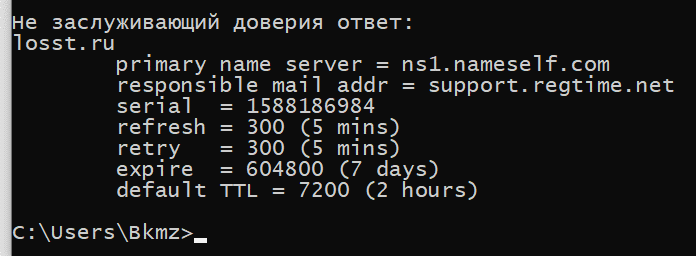 Не заслуживающий доверия ответ:
losst.ru
primary name server = ns1.nameself.com
responsible mail addr = support.regtime.net
serial  = 1588186984
refresh = 300 (5 mins)
retry   = 300 (5 mins)
expire  = 604800 (7 days)
default TTL = 7200 (2 hours)
C:\Users\Bkmz>